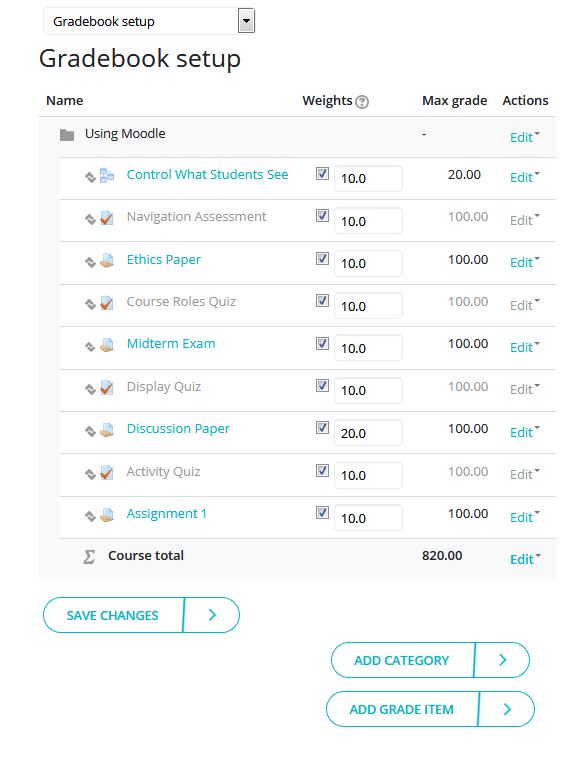 Gradebook setup
Gradebook setup
Name Weights ? Max grade Actions
Using Moodle - Edit
Control What Students See 10.0 20.00 Edit
Navigation Assessment 10.0 100.00 Edit
Ethics Paper 10.0 100.00 Edit
Course Roles Quiz 10.0 100.00 Edit
Midterm Exam 10.0 100.00 Edit
Display Quiz 10.0 100.00 Edit
Discussion Paper 20.0 100.00 Edit
Activity Quiz 10.0 100.00 Edit
Assignment 1 10.0 100.00 Edit
Σ Course total 820.00 Edit
SAVE CHANGES
ADD CATEGORY
ADD GRADE ITEM